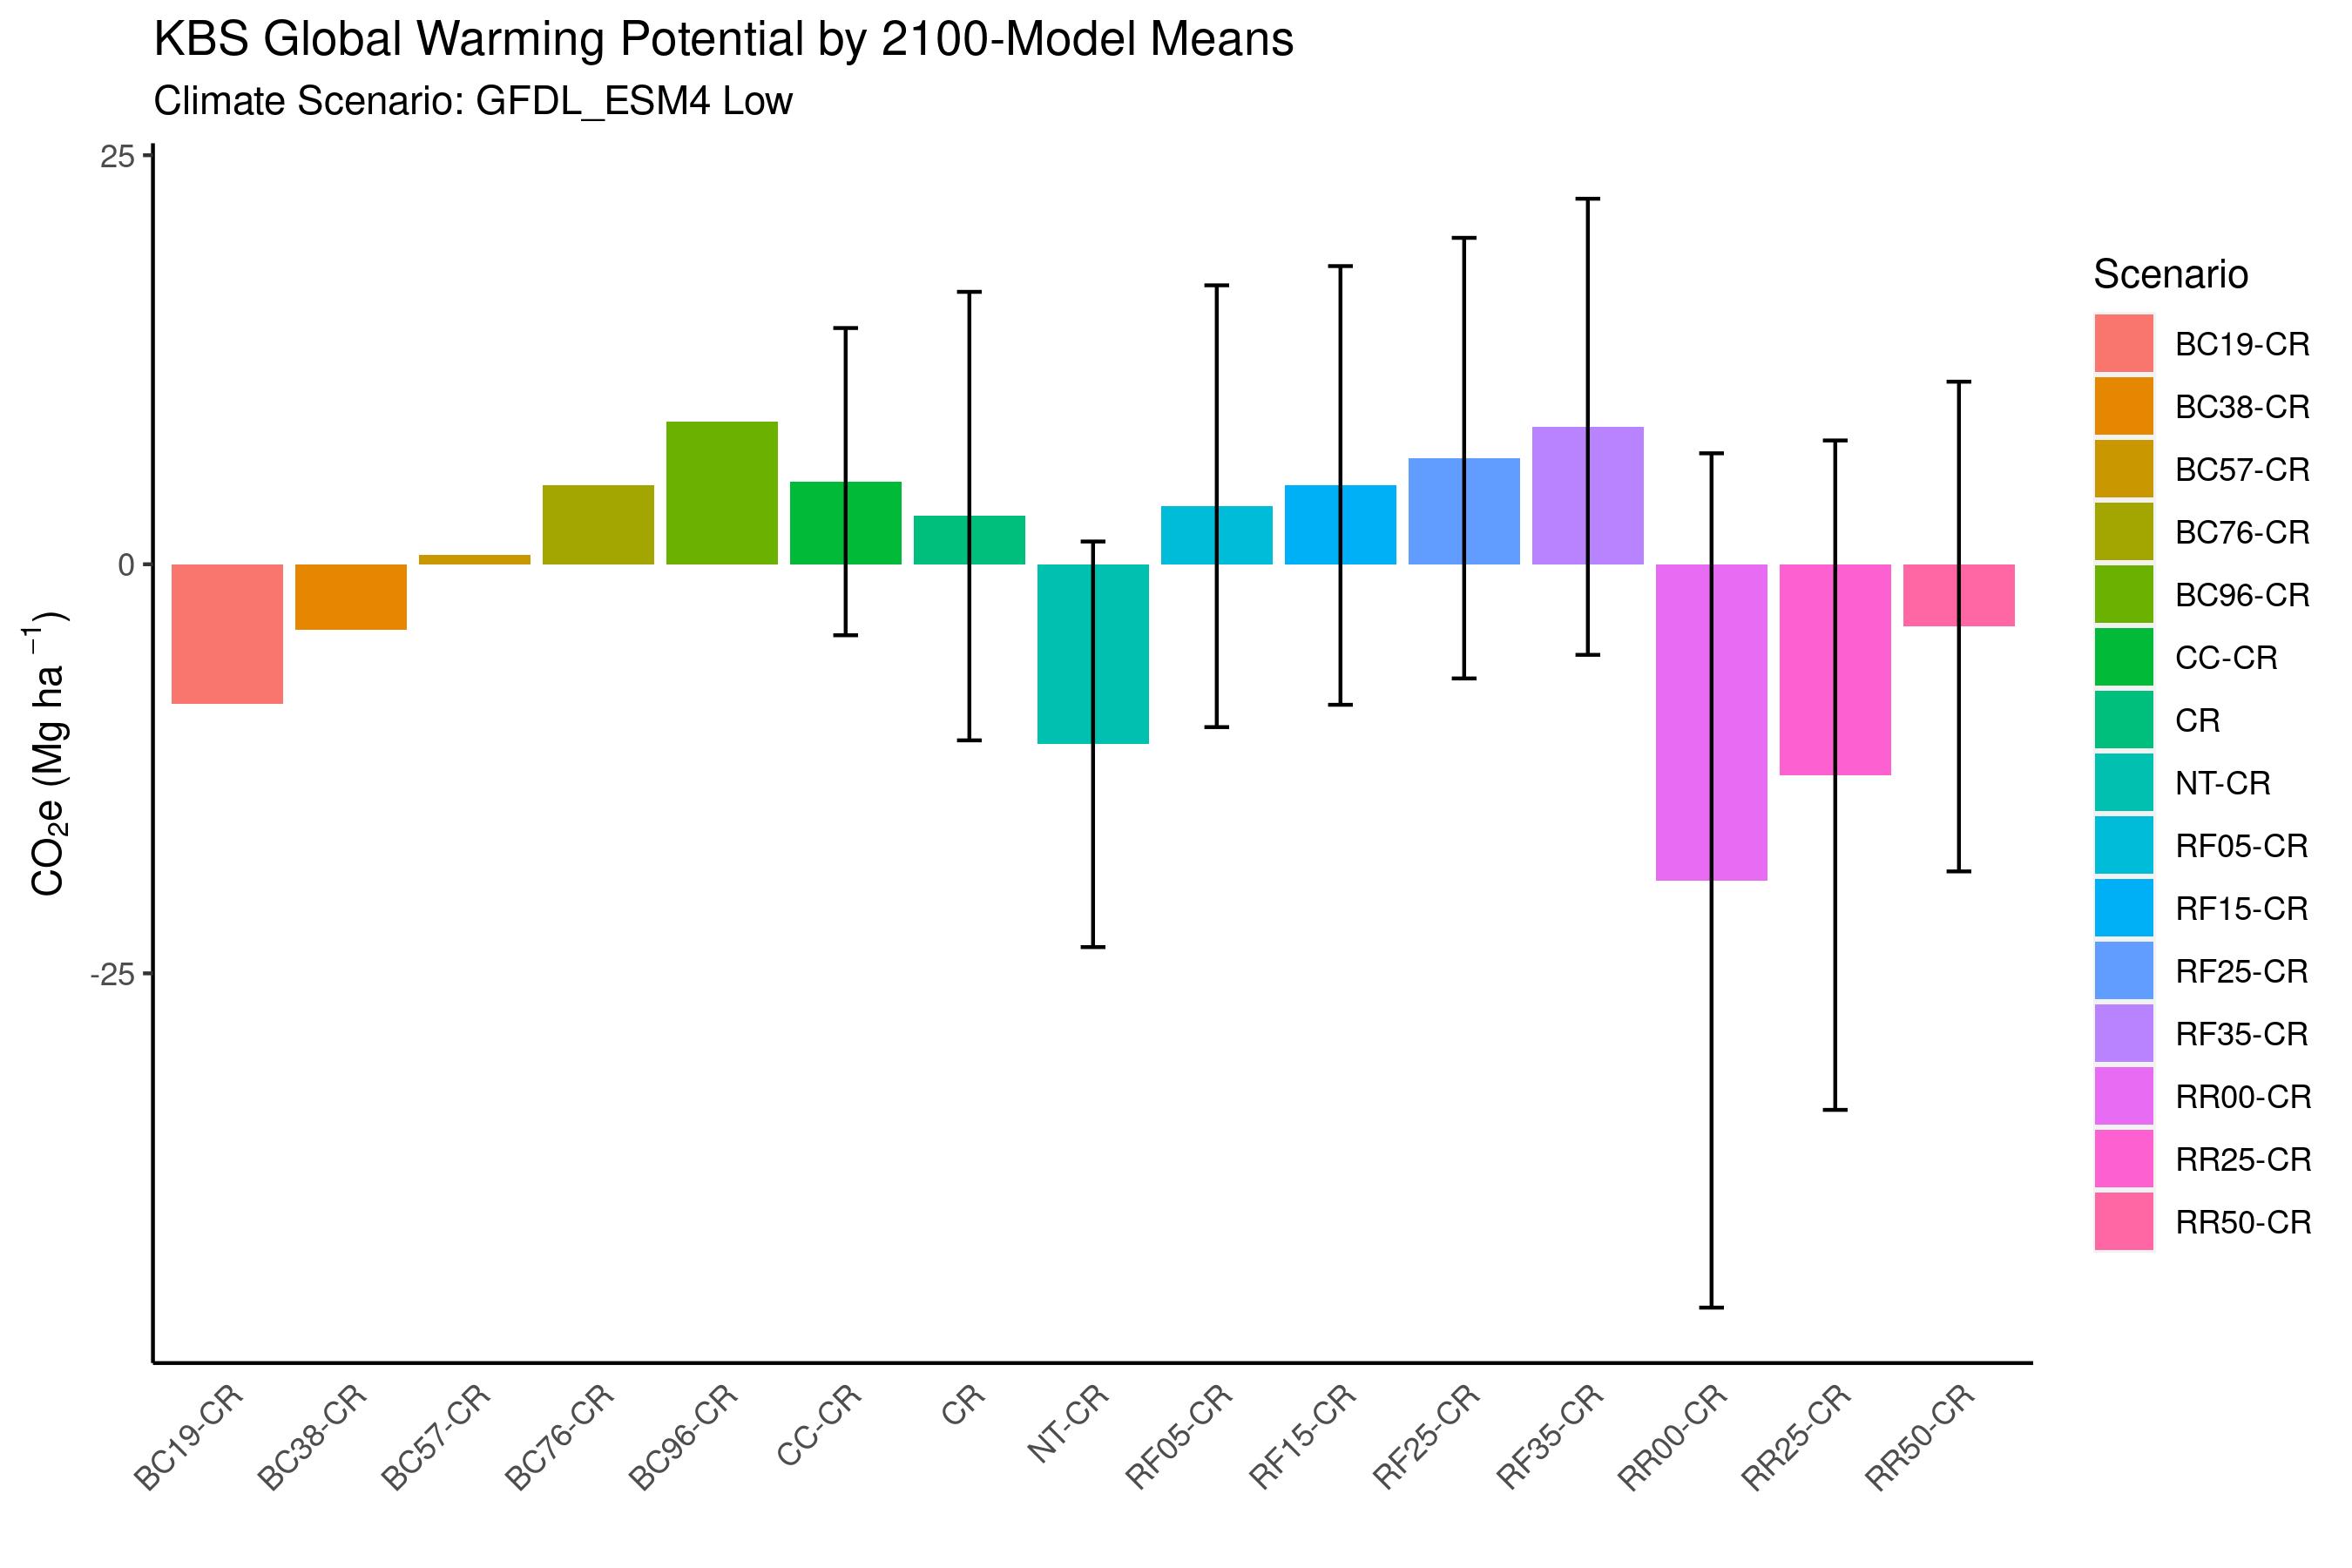 KBS Global Warming Potential by 2100-Model Means
Climate Scenario: GFDL_ESM4 Low
25
0
-25
CO₂e (Mg ha ⁻¹)
BC19-CR
BC38-CR
BC57-CR
BC76-CR
BC96-CR
CC-CR
CR
NT-CR
RF05-CR
RF15-CR
RF25-CR
RF35-CR
RR00-CR
RR25-CR
RR50-CR
Scenario
BC19-CR
BC38-CR
BC57-CR
BC76-CR
BC96-CR
CC-CR
CR
NT-CR
RF05-CR
RF15-CR
RF25-CR
RF35-CR
RR00-CR
RR25-CR
RR50-CR